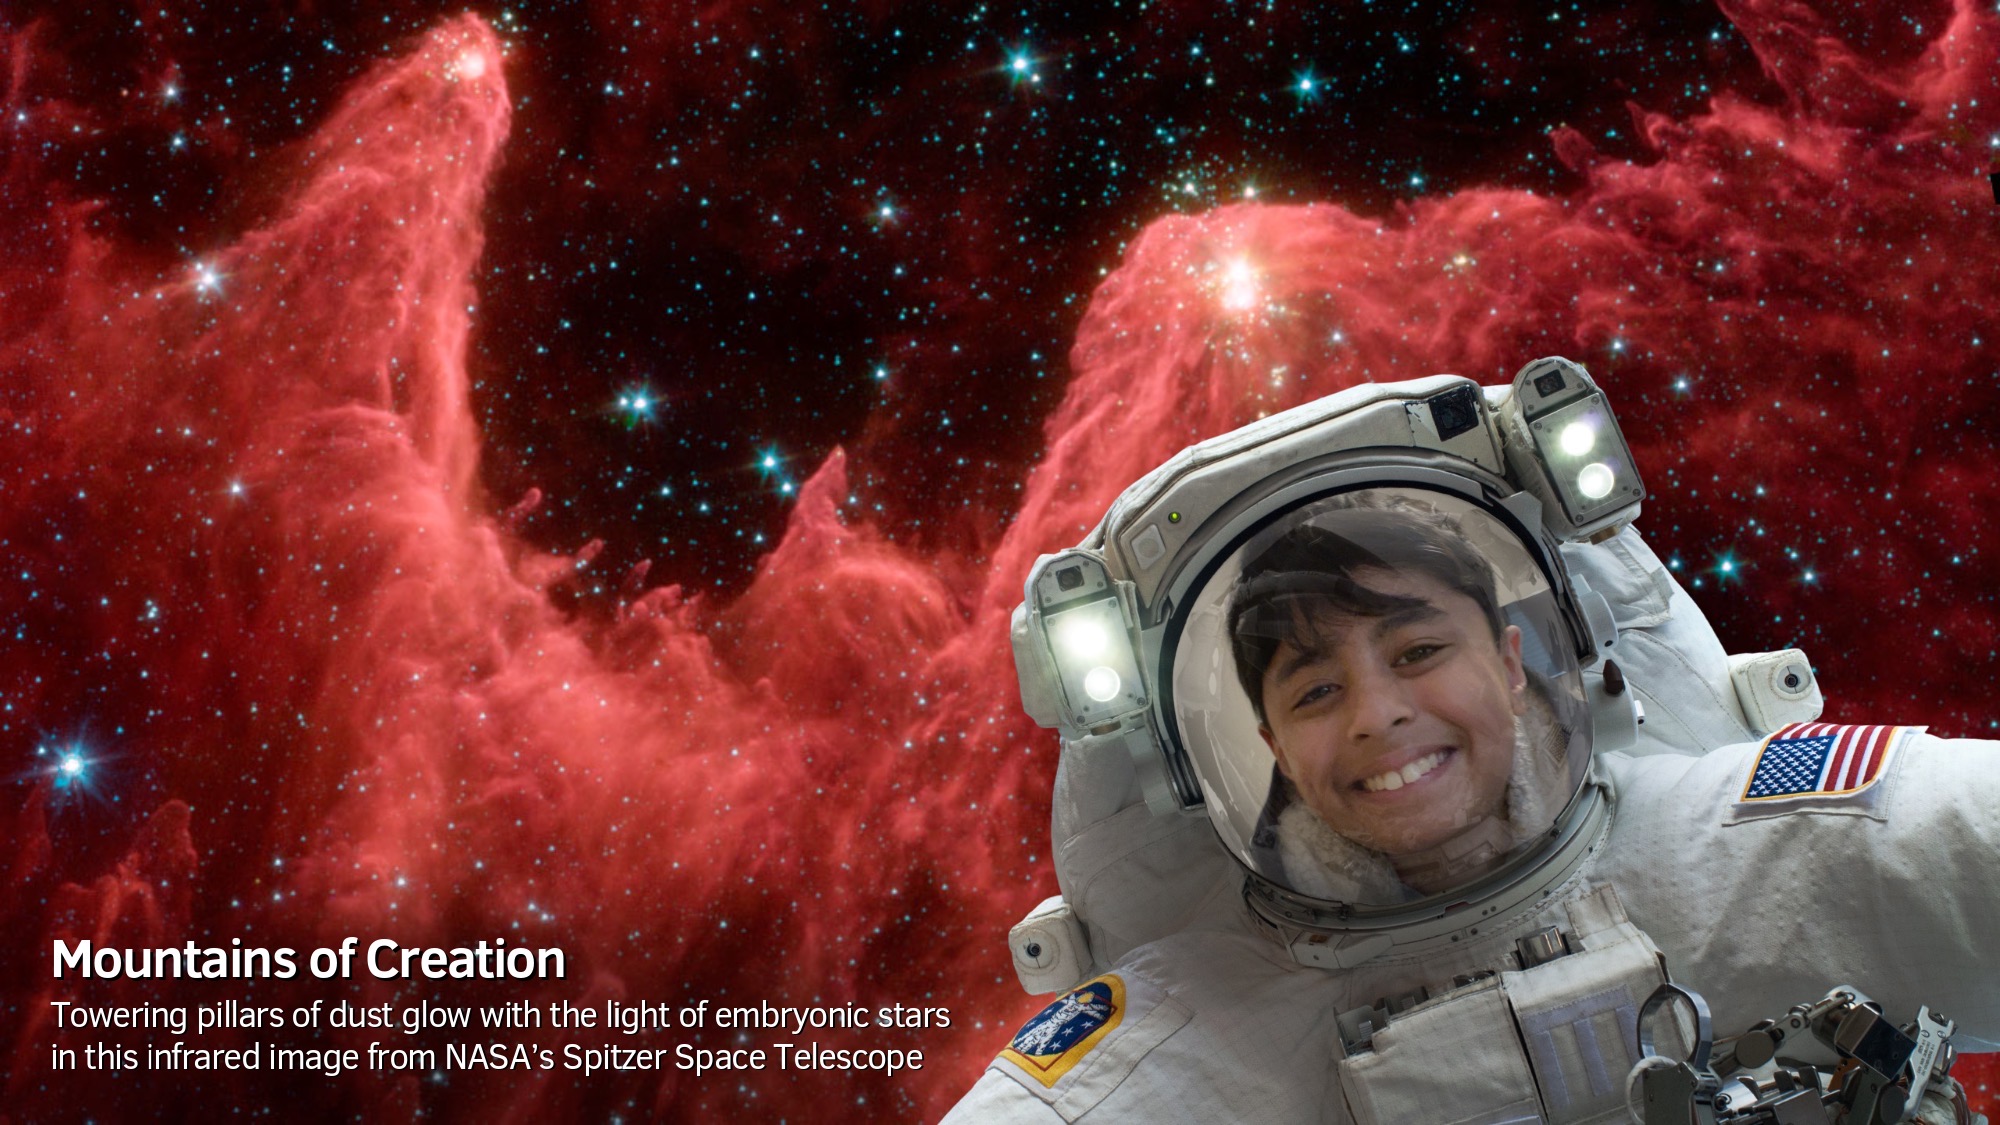 Mountains of Creation
Towering pillars of dust glow with the light of embryonic stars
in this infrared image from NASA’s Spitzer Space Telescope